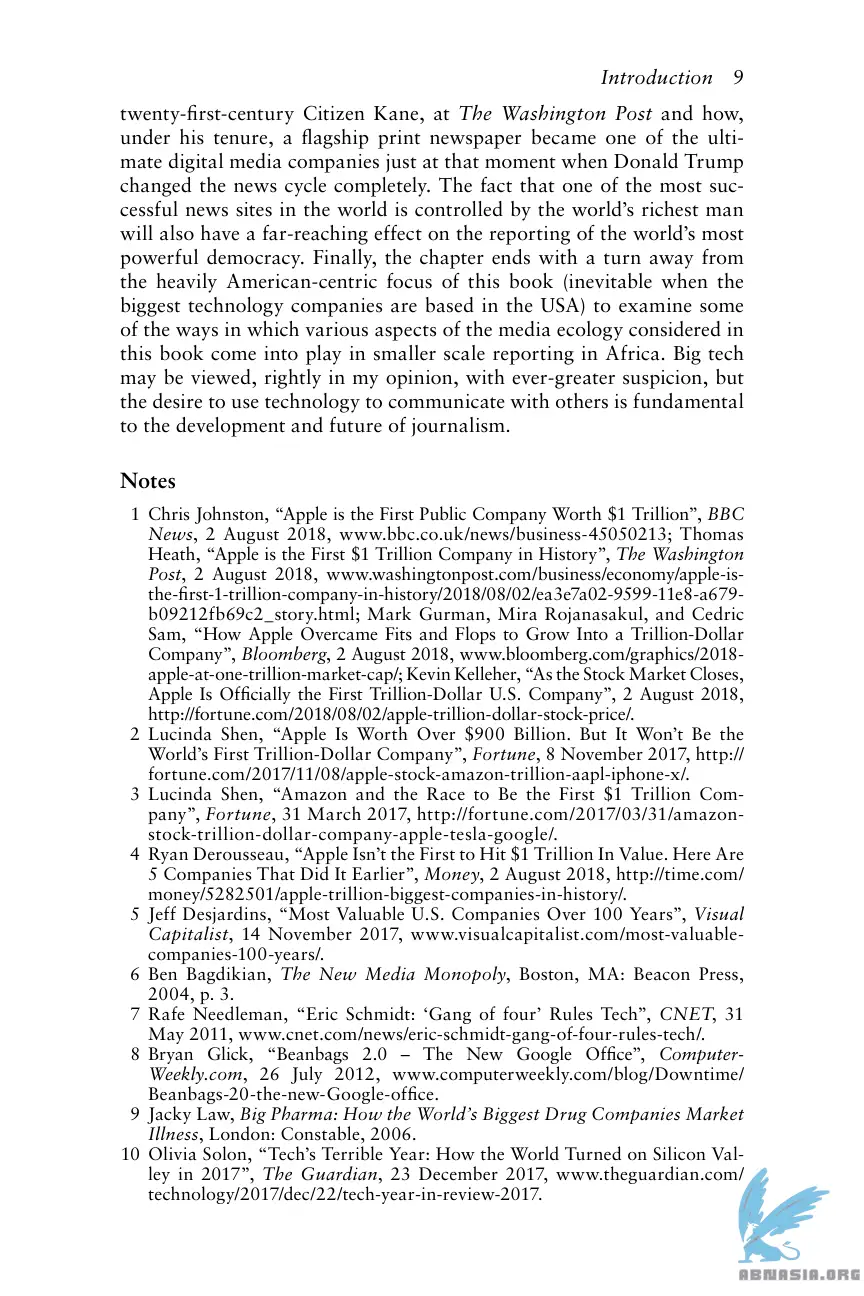 Introduction 9
twenty-first-century Citizen Kane, at The Washington Post and how,
under his tenure, a flagship print newspaper became one of the ulti-
mate digital media companies just at that moment when Donald Trump
changed the news cycle completely. The fact that one of the most suc-
cessful news sites in the world is controlled by the world’s richest man
will also have a far-reaching effect on the reporting of the world’s most
powerful democracy. Finally, the chapter ends with a turn away from
the heavily American-centric focus of this book (inevitable when the
biggest technology companies are based in the USA) to examine some
of the ways in which various aspects of the media ecology considered in
this book come into play in smaller scale reporting in Africa. Big tech
may be viewed, rightly in my opinion, with ever-greater suspicion, but
the desire to use technology to communicate with others is fundamental
to the development and future of journalism.
Notes
1 Chris Johnston, “Apple is the First Public Company Worth $1 Trillion”, BBC
News, 2 August 2018, www.bbc.co.uk/news/business-45050213; Thomas
Heath, “Apple is the First $1 Trillion Company in History”, The Washington
Post, 2 August 2018, www.washingtonpost.com/business/economy/apple-is-
the-first-1-trillion-company-in-history/2018/08/02/ea3e7a02-9599-11e8-a679-
b09212fb69c2_story.html; Mark Gurman, Mira Rojanasakul, and Cedric
Sam, “How Apple Overcame Fits and Flops to Grow Into a Trillion-Dollar
Company”, Bloomberg, 2 August 2018, www.bloomberg.com/graphics/2018-
apple-at-one-trillion-market-cap/; Kevin Kelleher, “As the Stock Market Closes,
Apple Is Officially the First Trillion-Dollar U.S. Company”, 2 August 2018,
http://fortune.com/2018/08/02/apple-trillion-dollar-stock-price/.
2 Lucinda Shen, “Apple Is Worth Over $900 Billion. But It Won’t Be the
World’s First Trillion-Dollar Company”, Fortune, 8 November 2017, http://
fortune.com/2017/11/08/apple-stock-amazon-trillion-aapl-iphone-x/.
3 Lucinda Shen, “Amazon and the Race to Be the First $1 Trillion Com-
pany”, Fortune, 31 March 2017, http://fortune.com/2017/03/31/amazon-
stock-trillion-dollar-company-apple-tesla-google/.
4 Ryan Derousseau, “Apple Isn’t the First to Hit $1 Trillion In Value. Here Are
5 Companies That Did It Earlier”, Money, 2 August 2018, http://time.com/
money/5282501/apple-trillion-biggest-companies-in-history/.
5 Jeff Desjardins, “Most Valuable U.S. Companies Over 100 Years”, Visual
Capitalist, 14 November 2017, www.visualcapitalist.com/most-valuable-
companies-100-years/.
6 Ben Bagdikian, The New Media Monopoly, Boston, MA: Beacon Press,
2004, p. 3.
7 Rafe Needleman, “Eric Schmidt: ‘Gang of four’ Rules Tech”, CNET, 31
May 2011, www.cnet.com/news/eric-schmidt-gang-of-four-rules-tech/.
8 Bryan Glick, “Beanbags 2.0 – The New Google Office”, Computer-
Weekly.com, 26 July 2012, www.computerweekly.com/blog/Downtime/
Beanbags-20-the-new-Google-office.
9 Jacky Law, Big Pharma: How the World’s Biggest Drug Companies Market
Illness, London: Constable, 2006.
10 Olivia Solon, “Tech’s Terrible Year: How the World Turned on Silicon Val-
ley in 2017”, The Guardian, 23 December 2017, www.theguardian.com/
technology/2017/dec/22/tech-year-in-review-2017.
ABNASIA.ORG